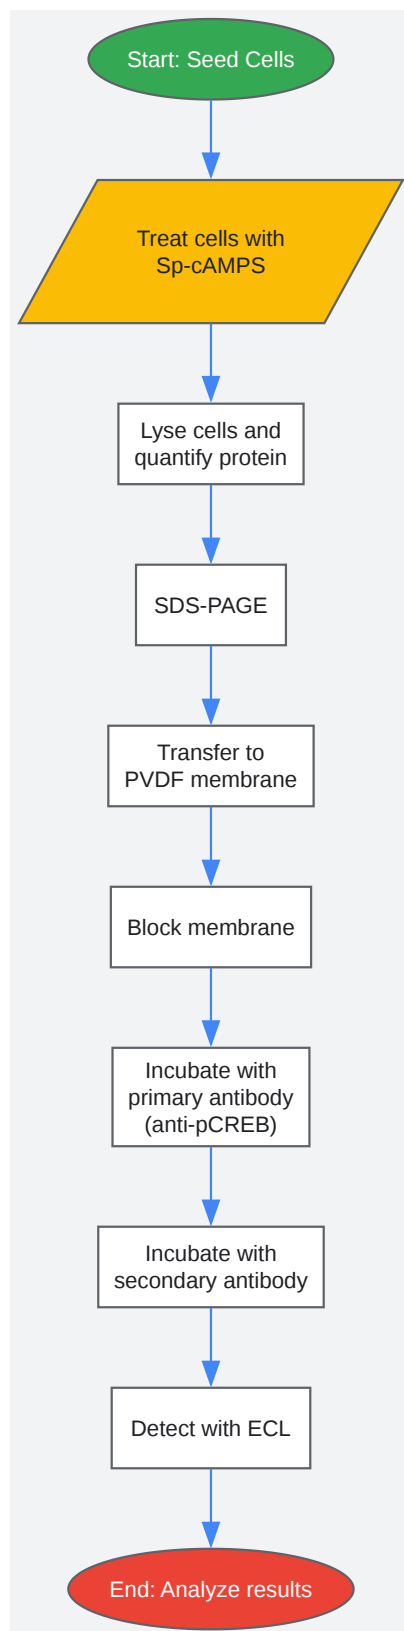 Start: Seed Cells
Treat cells with
Sp-cAMPS
Lyse cells and
quantify protein
SDS-PAGE
Transfer to
PVDF membrane
Block membrane
Incubate with
primary antibody
(anti-pCREB)
Incubate with
secondary antibody
Detect with ECL
End: Analyze results